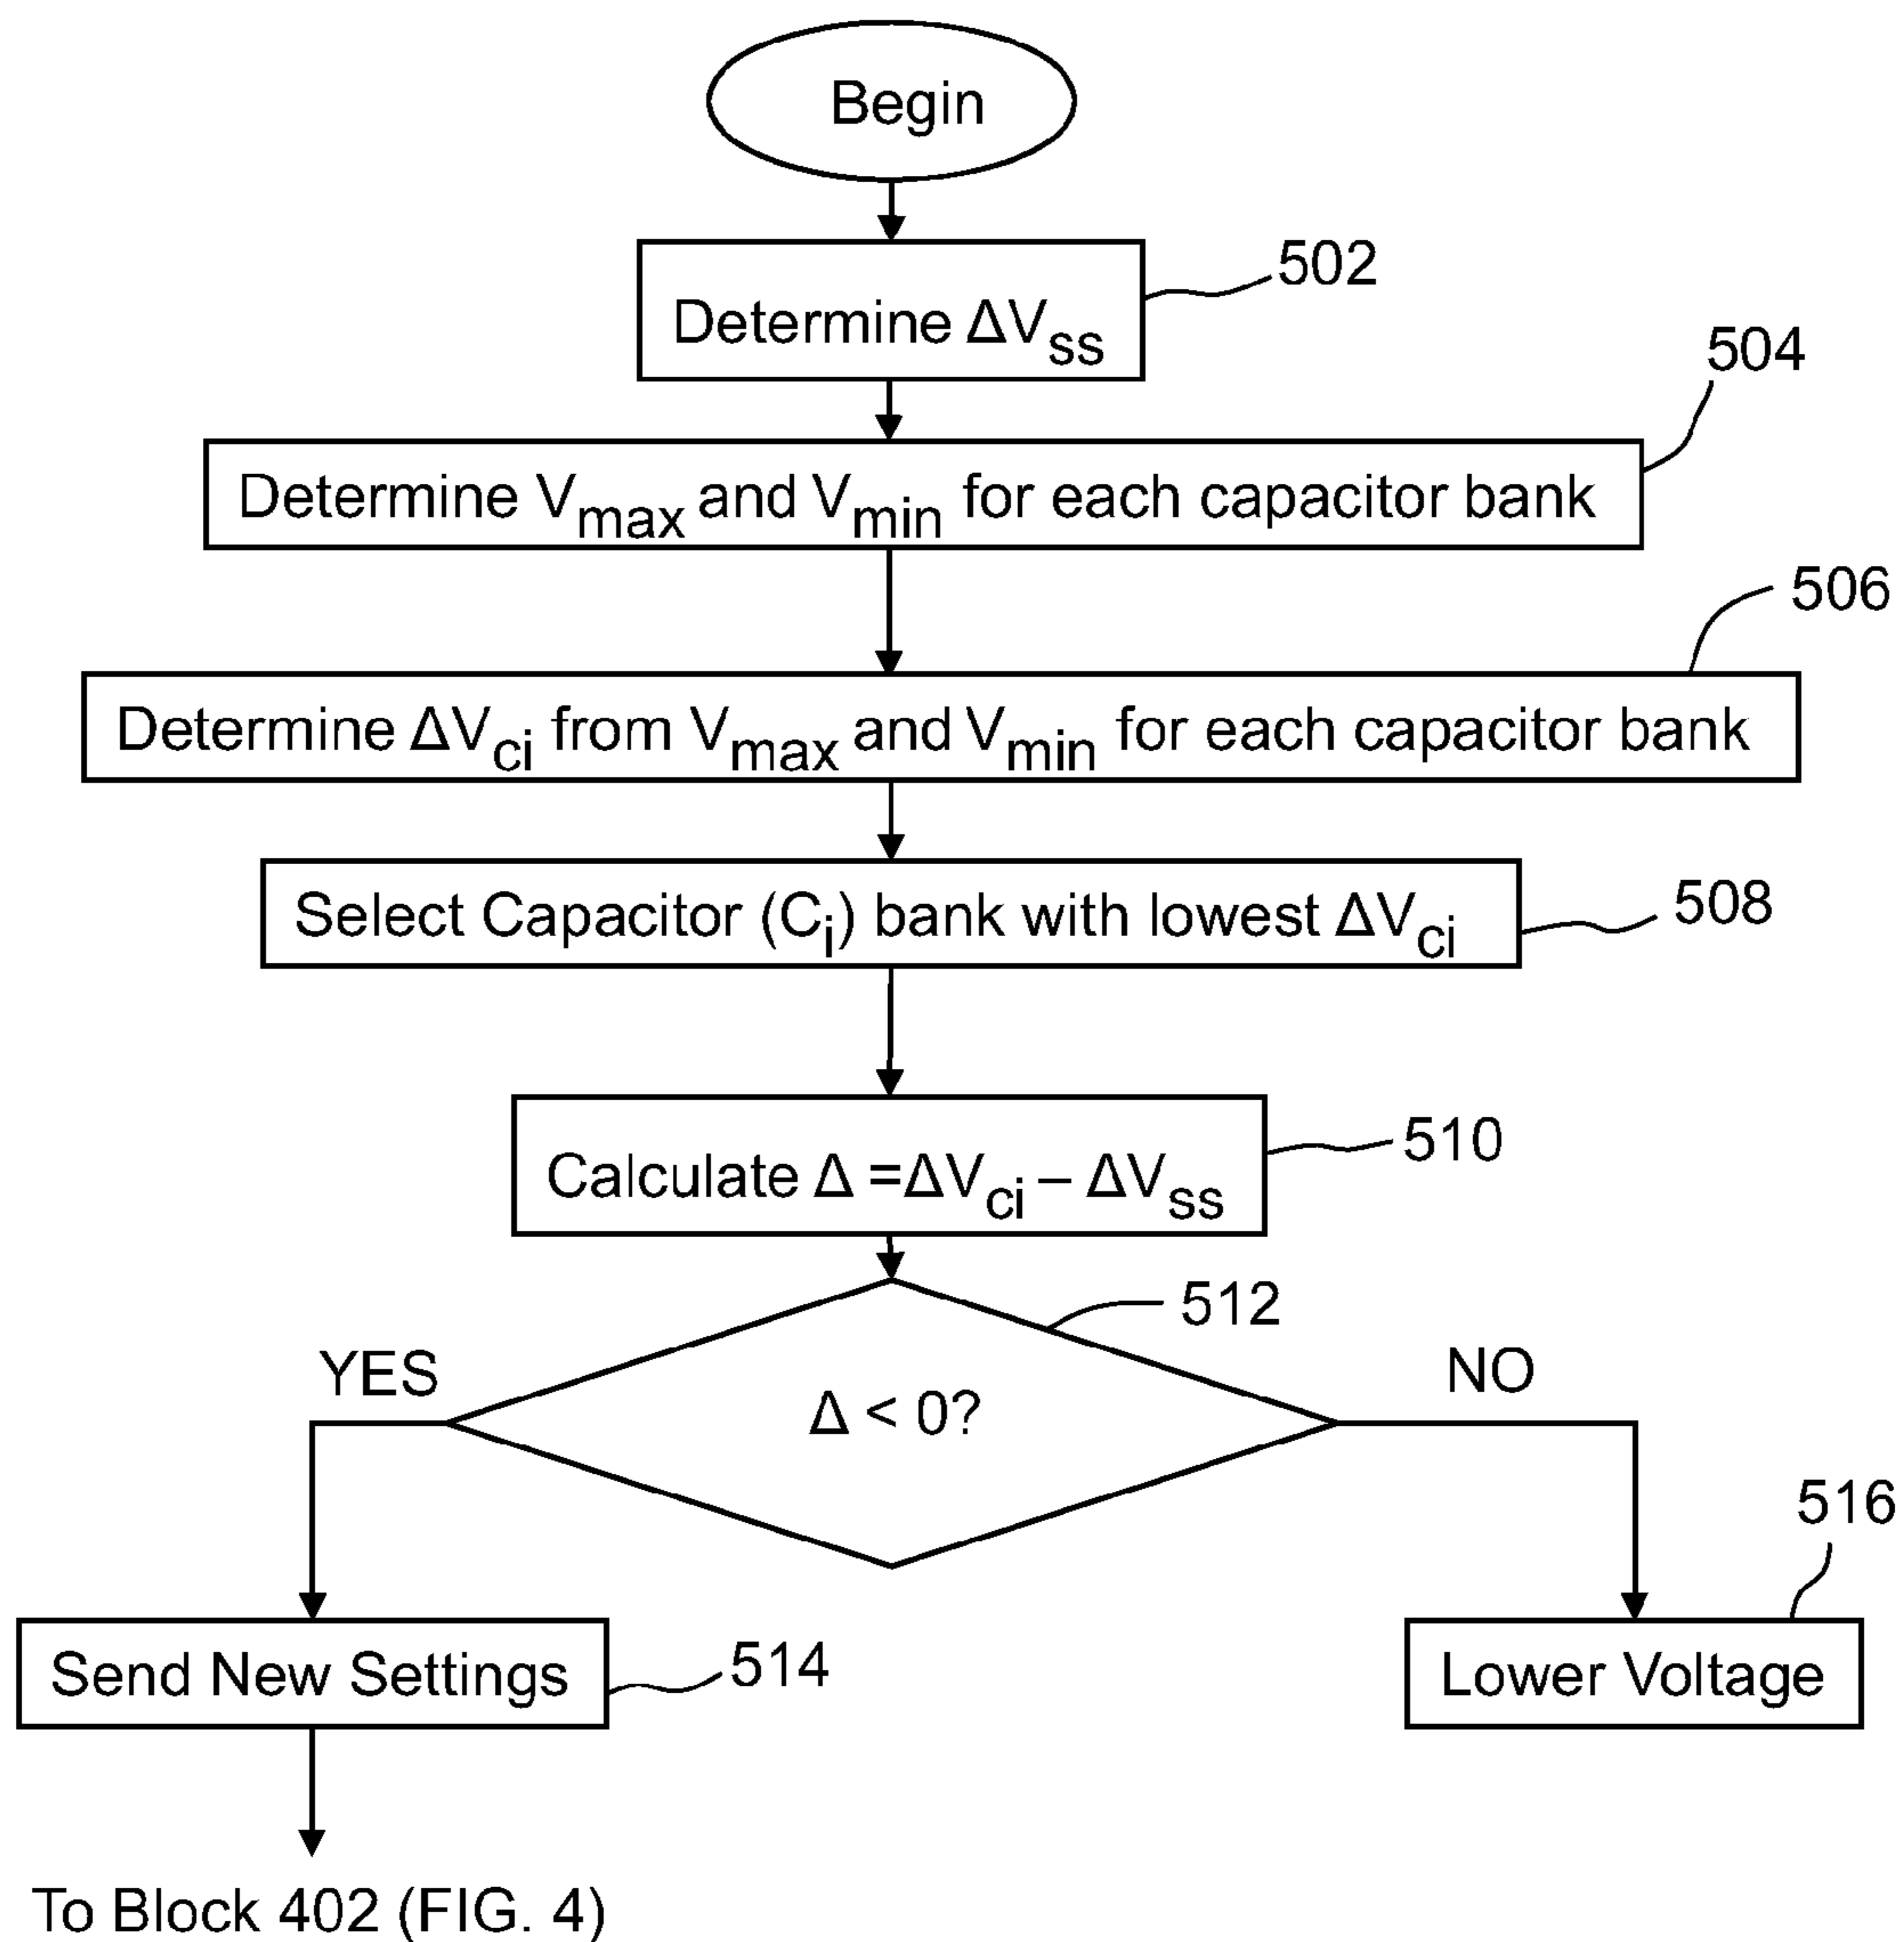 Begin
502
Determine ΔVss
504
Determine Vmax and Vmin for each capacitor bank
506
Determine ΔVci from Vmax and Vmin for each capacitor bank
508
Select Capacitor (Ci) bank with lowest ΔVci
510
Calculate Δ =ΔVci – ΔVss
512
YES
NO
Δ < 0?
516
Send New Settings
514
Lower Voltage
To Block 402 (FIG. 4)